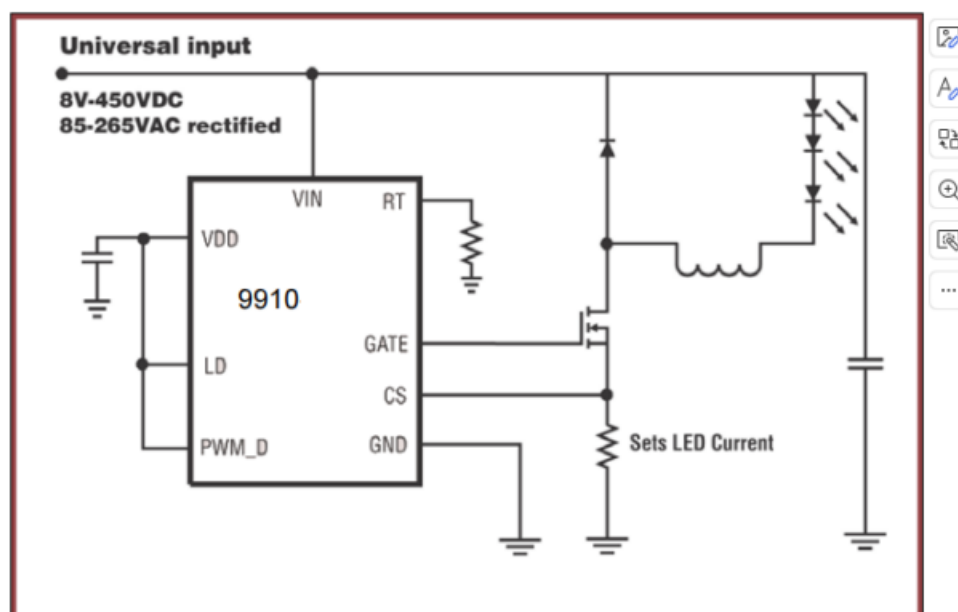 Universal input
8V-450VDC
85-265VAC rectified
VIN
RT
VDD
9910
GATE
LD
CS
PWM_D
GND
Sets LED Current